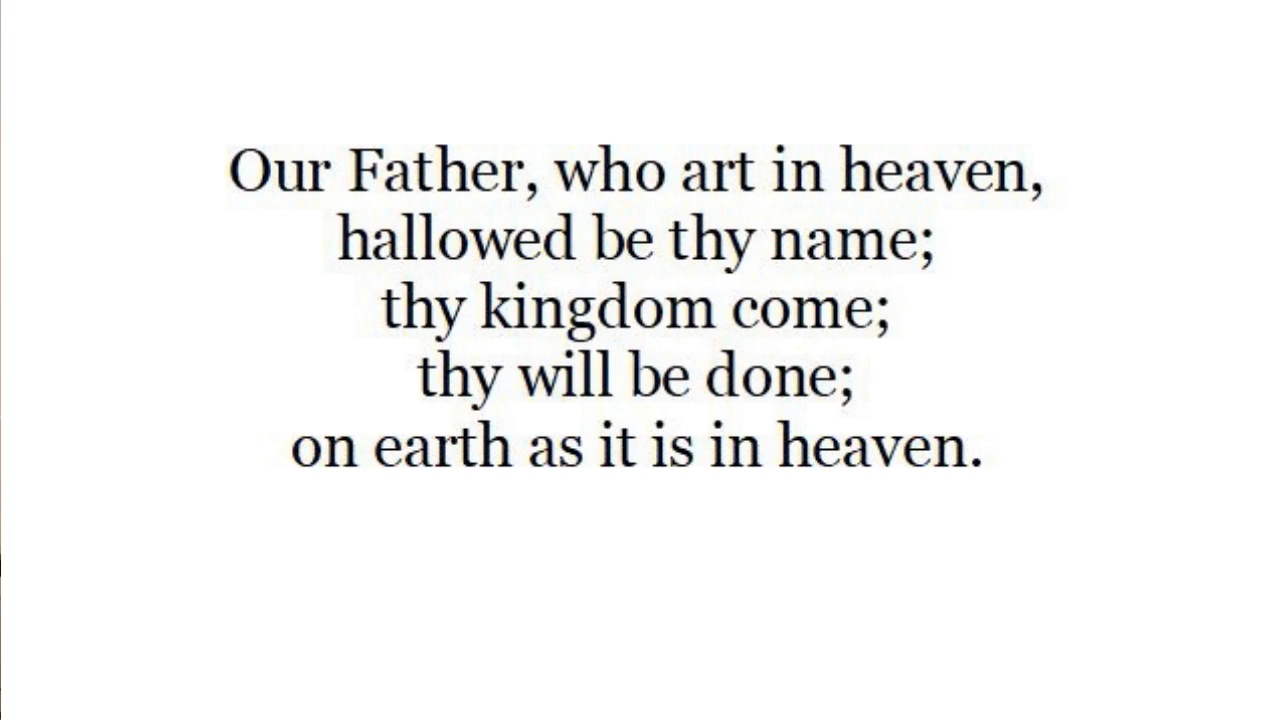 Our Father, who art in heaven,
hallowed be thy name;
thy kingdom come;
thy will be done;
on earth as it is in heaven.